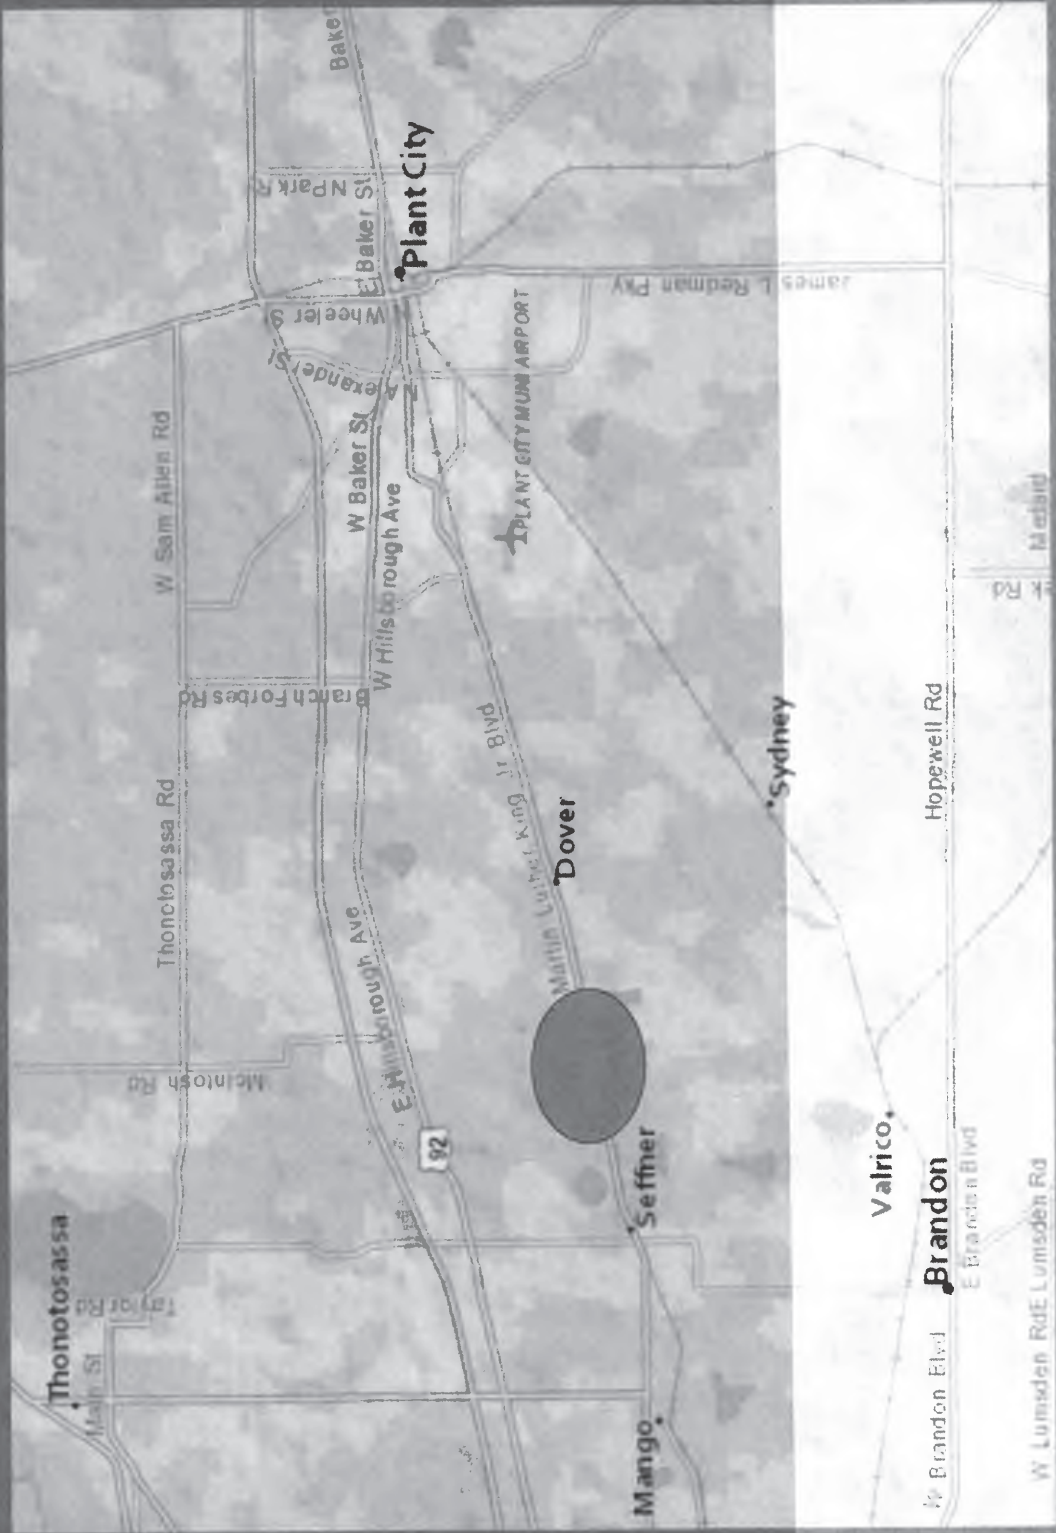 Thonotosassa
Main St
Taylor Rd
McIntosh Rd
Thonotosassa Rd
W Sam Allen Rd
Branch Forbes Rd
N Park R
Wheeler S
N Alexander St
Baker
E Baker St
W Baker St
W Hillsborough Ave
E Hillsborough Ave
92
Plant City
PLANT CITY MUNI AIRPORT
Martin Luther King Jr Blvd
Dover
Seffner
Mango
James L Redman Pky
Sydney
Valrico
Brandon
Hopewell Rd
W Brandon Blvd
E Brandon Blvd
ek Rd
Medard
W Lumsden RdE Lumsden Rd